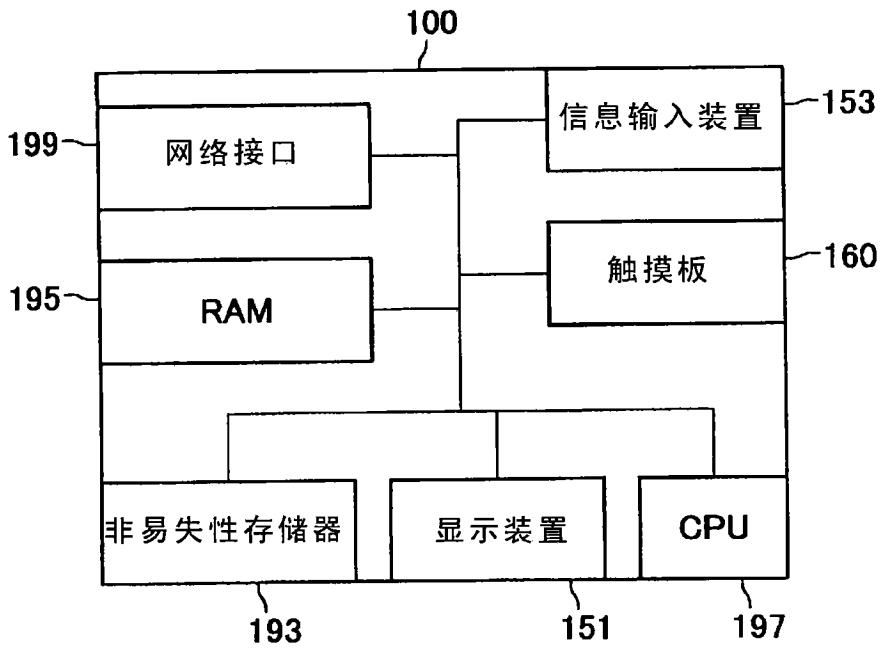 100
信息输入装置
153
199
网络接口
触摸板
160
195
RAM
非易失性存储器
显示装置
CPU
193
151
197